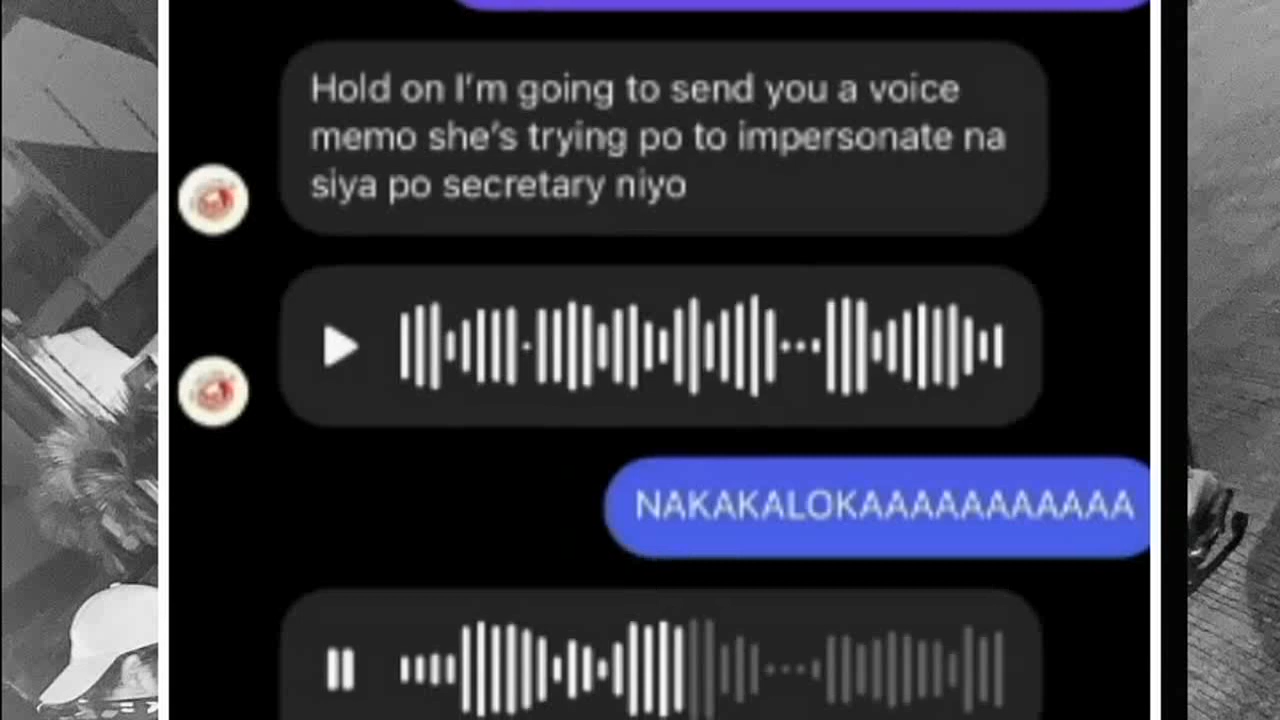 Hold on I'm going to send you a voice
memo she's trying po to impersonate na
siya po secretary niyo
NAKAKALOKAAAAAAAAAAA